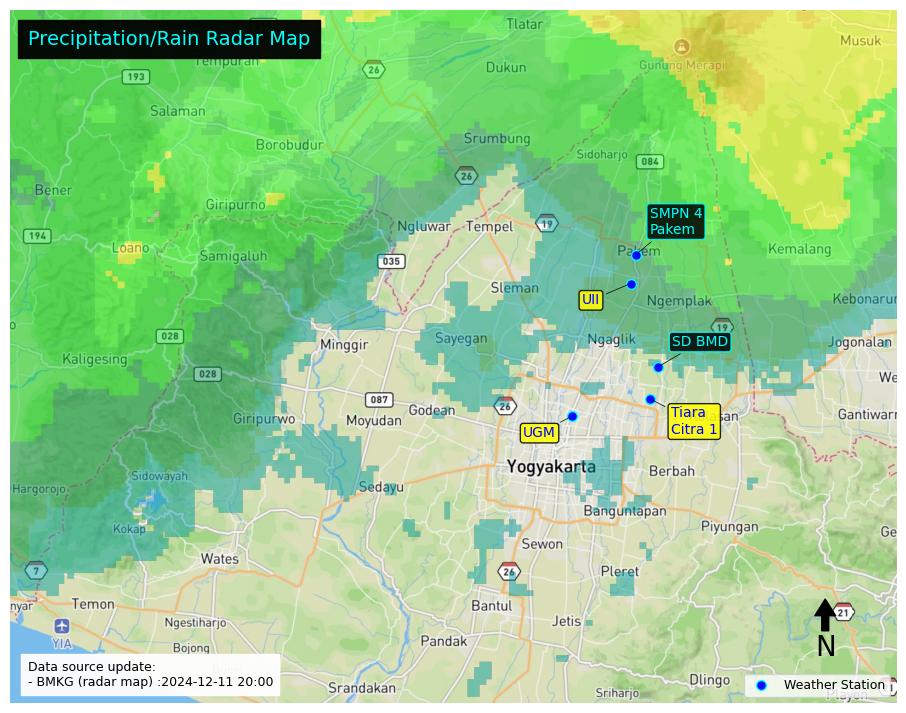 Precipitation/Rain Radar Map
Tlatar
Musuk
Tempuran
26
193
Dukun
Gunung Merapi
Salaman
Borobudur
Srumbung
Sidoharjo
084
26
Bener
Giripurno
SMPN 4
Pakem
194
Ngluwar
Tempel
19
Loano
Samigaluh
035
Pakem
Kemalang
Sleman
UII
Ngemplak
Kebonarun
19
028
Minggir
Sayegan
Ngaglik
SD BMD
Jogonalan
Kaligesing
028
We
087
Godean
26
Giripurwo
Moyudan
Tiara
Citra 1
Gantiwarn
UGM
Yogyakarta
Berbah
Hargorojo
Sidowayah
Sedayu
Banguntapan
Kokap
Piyungan
Ge
Sewon
Wates
7
26
Pleret
nyar
Temon
Bantul
21
Ngestiharjo
Jetis
YIA
Pandak
N
Bojong
Data source update:
- BMKG (radar map) :2024-12-11 20:00
Dlingo
Weather Station
Srandakan
Sriharjo
Playen